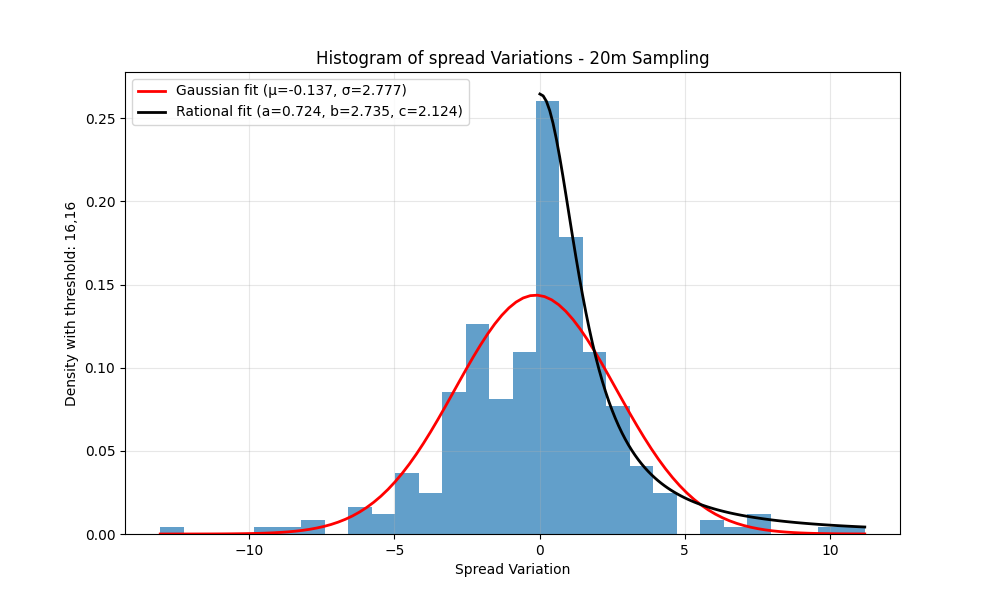 Histogram of spread Variations - 20m Sampling
Gaussian fit (μ=-0.137, σ=2.777)
Rational fit (a=0.724, b=2.735, c=2.124)
Density with threshold: 16,16
0.25
0.20
0.15
0.10
0.05
0.00
−10
−5
0
5
10
Spread Variation